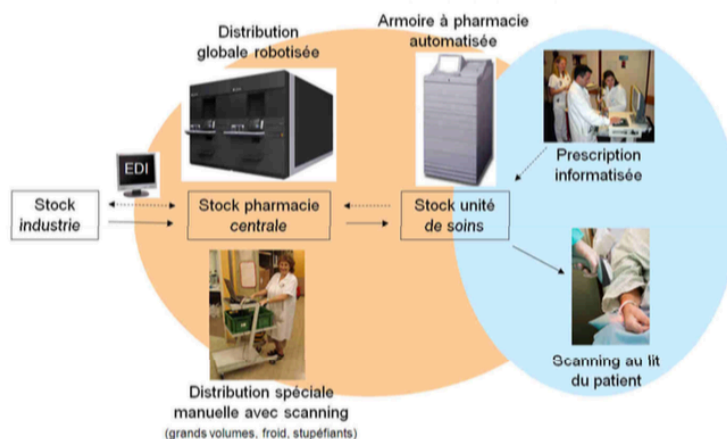 Distribution
globale robotisée
Armoire à pharmacie
automatisée
EDI
Prescription
informatisée
Stock
industrie
Stock pharmacie
centrale
Stock unité
de soins
Scanning au lit
du patient
Distribution spéciale
manuelle avec scanning
(grands volumes, froid, stupéfiants)